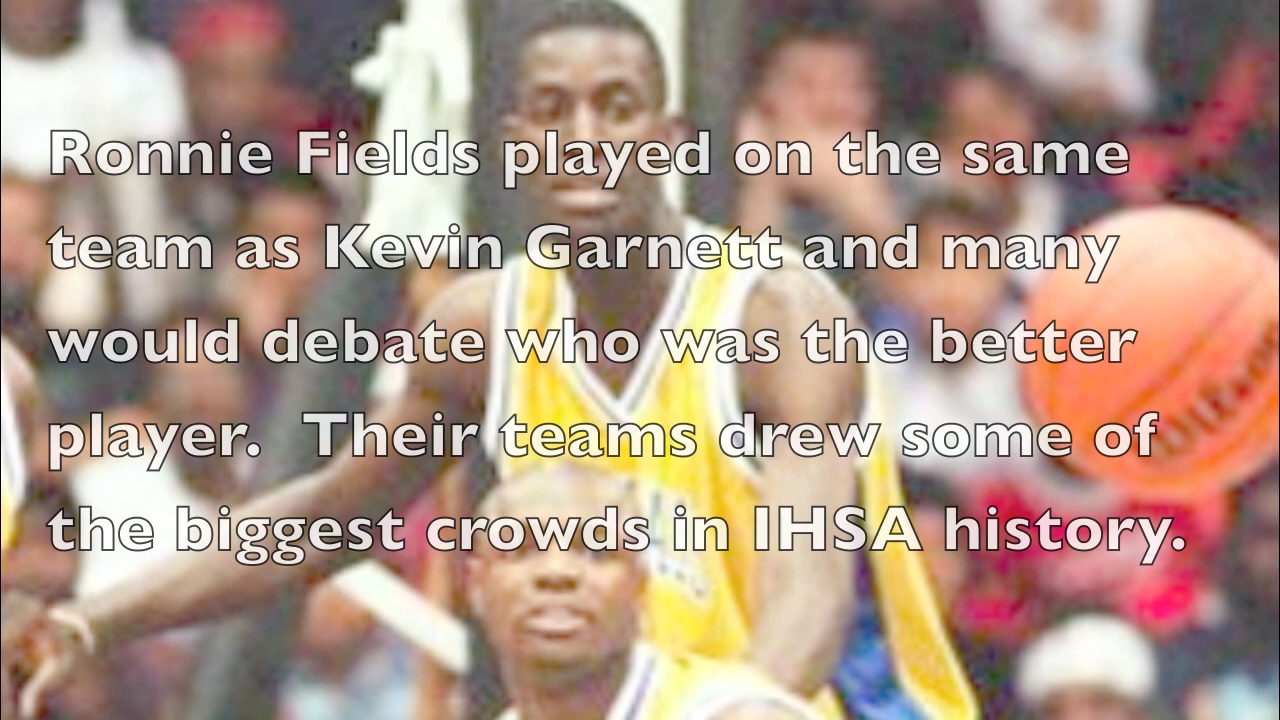 Ronnie Fields played on the same
team as Kevin Garnett and many
would debate who was the better
player.  Their teams drew some of
the biggest crowds in IHSA history.
Wilson